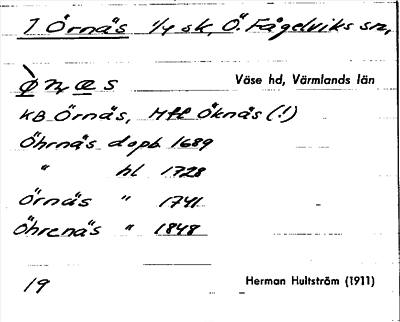 7 Örnäs 1/4 sk, Ö. Fågelviks sn,
Väse hd, Värmlands län
KB Örnäs, Hfl Öknäs (!)
Öhrnäs dopb 1689
" hl 1728
Örnäs " 1741
Öhrenäs " 1848
19
Herman Hultström (1911)